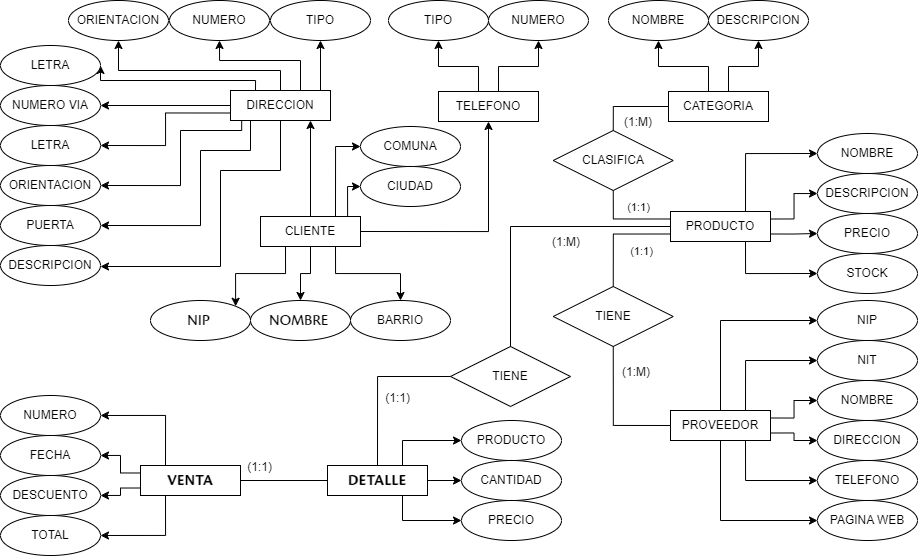 ORIENTACION
NUMERO
TIPO
TIPO
NUMERO
NOMBRE
DESCRIPCION
LETRA
NUMERO VIA
DIRECCION
TELEFONO
CATEGORIA
(1:M)
LETRA
COMUNA
CLASIFICA
NOMBRE
ORIENTACION
CIUDAD
DESCRIPCION
(1:1)
PUERTA
CLIENTE
PRODUCTO
PRECIO
(1:M)
(1:1)
DESCRIPCION
STOCK
NIP
NOMBRE
BARRIO
TIENE
NIP
NIT
TIENE
(1:M)
(1:1)
NOMBRE
NUMERO
PROVEEDOR
PRODUCTO
DIRECCION
FECHA
(1:1)
VENTA
DETALLE
CANTIDAD
TELEFONO
DESCUENTO
PRECIO
PAGINA WEB
TOTAL